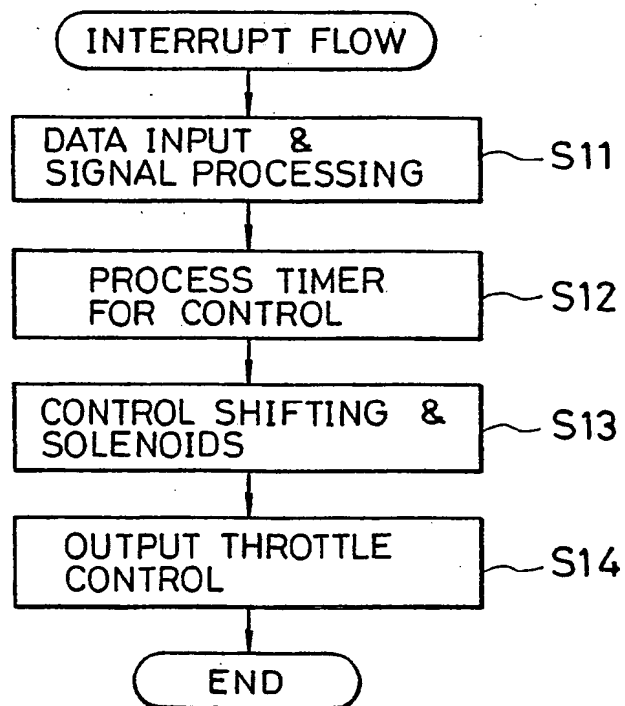 INTERRUPT FLOW
DATA INPUT &
SIGNAL PROCESSING
S11
PROCESS TIMER
FOR CONTROL
S12
CONTROL SHIFTING &
SOLENOIDS
S13
OUTPUT THROTTLE
CONTROL
S14
END